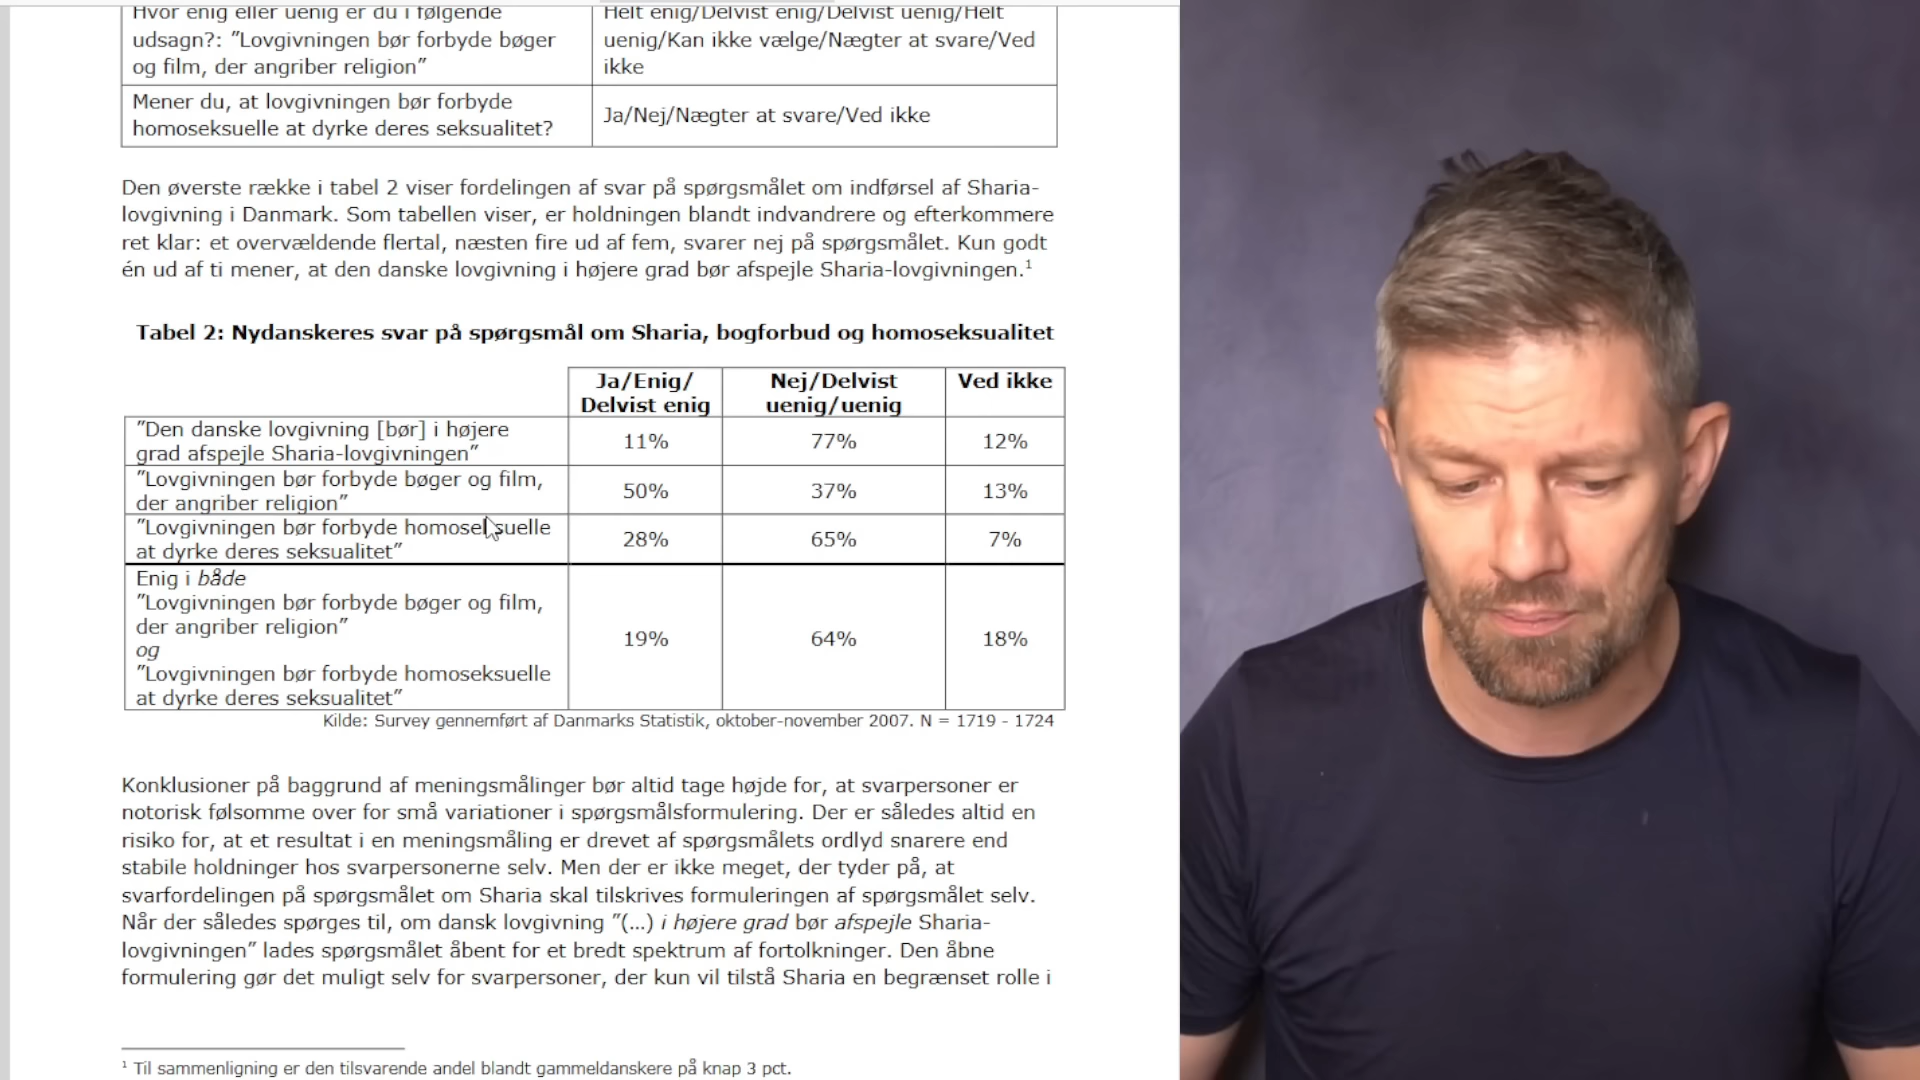 Hvor enig eller uenig er du i følgende
udsagn?: ”Lovgivningen bør forbyde bøger
og film, der angriber religion”
Helt enig/Delvist enig/Delvist uenig/Helt
uenig/Kan ikke vælge/Nægter at svare/Ved
ikke
Mener du, at lovgivningen bør forbyde
homoseksuelle at dyrke deres seksualitet?
Ja/Nej/Nægter at svare/Ved ikke
Den øverste række i tabel 2 viser fordelingen af svar på spørgsmålet om indførsel af Sharia-
lovgivning i Danmark. Som tabellen viser, er holdningen blandt indvandrere og efterkommere
ret klar: et overvældende flertal, næsten fire ud af fem, svarer nej på spørgsmålet. Kun godt
én ud af ti mener, at den danske lovgivning i højere grad bør afspejle Sharia-lovgivningen.¹
Tabel 2: Nydanskeres svar på spørgsmål om Sharia, bogforbud og homoseksualitet
Ja/Enig/
Delvist enig
Nej/Delvist
uenig/uenig
Ved ikke
”Den danske lovgivning [bør] i højere
grad afspejle Sharia-lovgivningen”
11%
77%
12%
”Lovgivningen bør forbyde bøger og film,
der angriber religion”
50%
37%
13%
”Lovgivningen bør forbyde homoseksuelle
at dyrke deres seksualitet”
28%
65%
7%
Enig i både
”Lovgivningen bør forbyde bøger og film,
der angriber religion”
og
”Lovgivningen bør forbyde homoseksuelle
at dyrke deres seksualitet”
19%
64%
18%
Kilde: Survey gennemført af Danmarks Statistik, oktober-november 2007. N = 1719 - 1724
Konklusioner på baggrund af meningsmålinger bør altid tage højde for, at svarpersoner er
notorisk følsomme over for små variationer i spørgsmålsformulering. Der er således altid en
risiko for, at et resultat i en meningsmåling er drevet af spørgsmålets ordlyd snarere end
stabile holdninger hos svarpersonerne selv. Men der er ikke meget, der tyder på, at
svarfordelingen på spørgsmålet om Sharia skal tilskrives formuleringen af spørgsmålet selv.
Når der således spørges til, om dansk lovgivning ”(…) i højere grad bør afspejle Sharia-
lovgivningen” lades spørgsmålet åbent for et bredt spektrum af fortolkninger. Den åbne
formulering gør det muligt selv for svarpersoner, der kun vil tilstå Sharia en begrænset rolle i
¹ Til sammenligning er den tilsvarende andel blandt gammeldanskere på knap 3 pct.